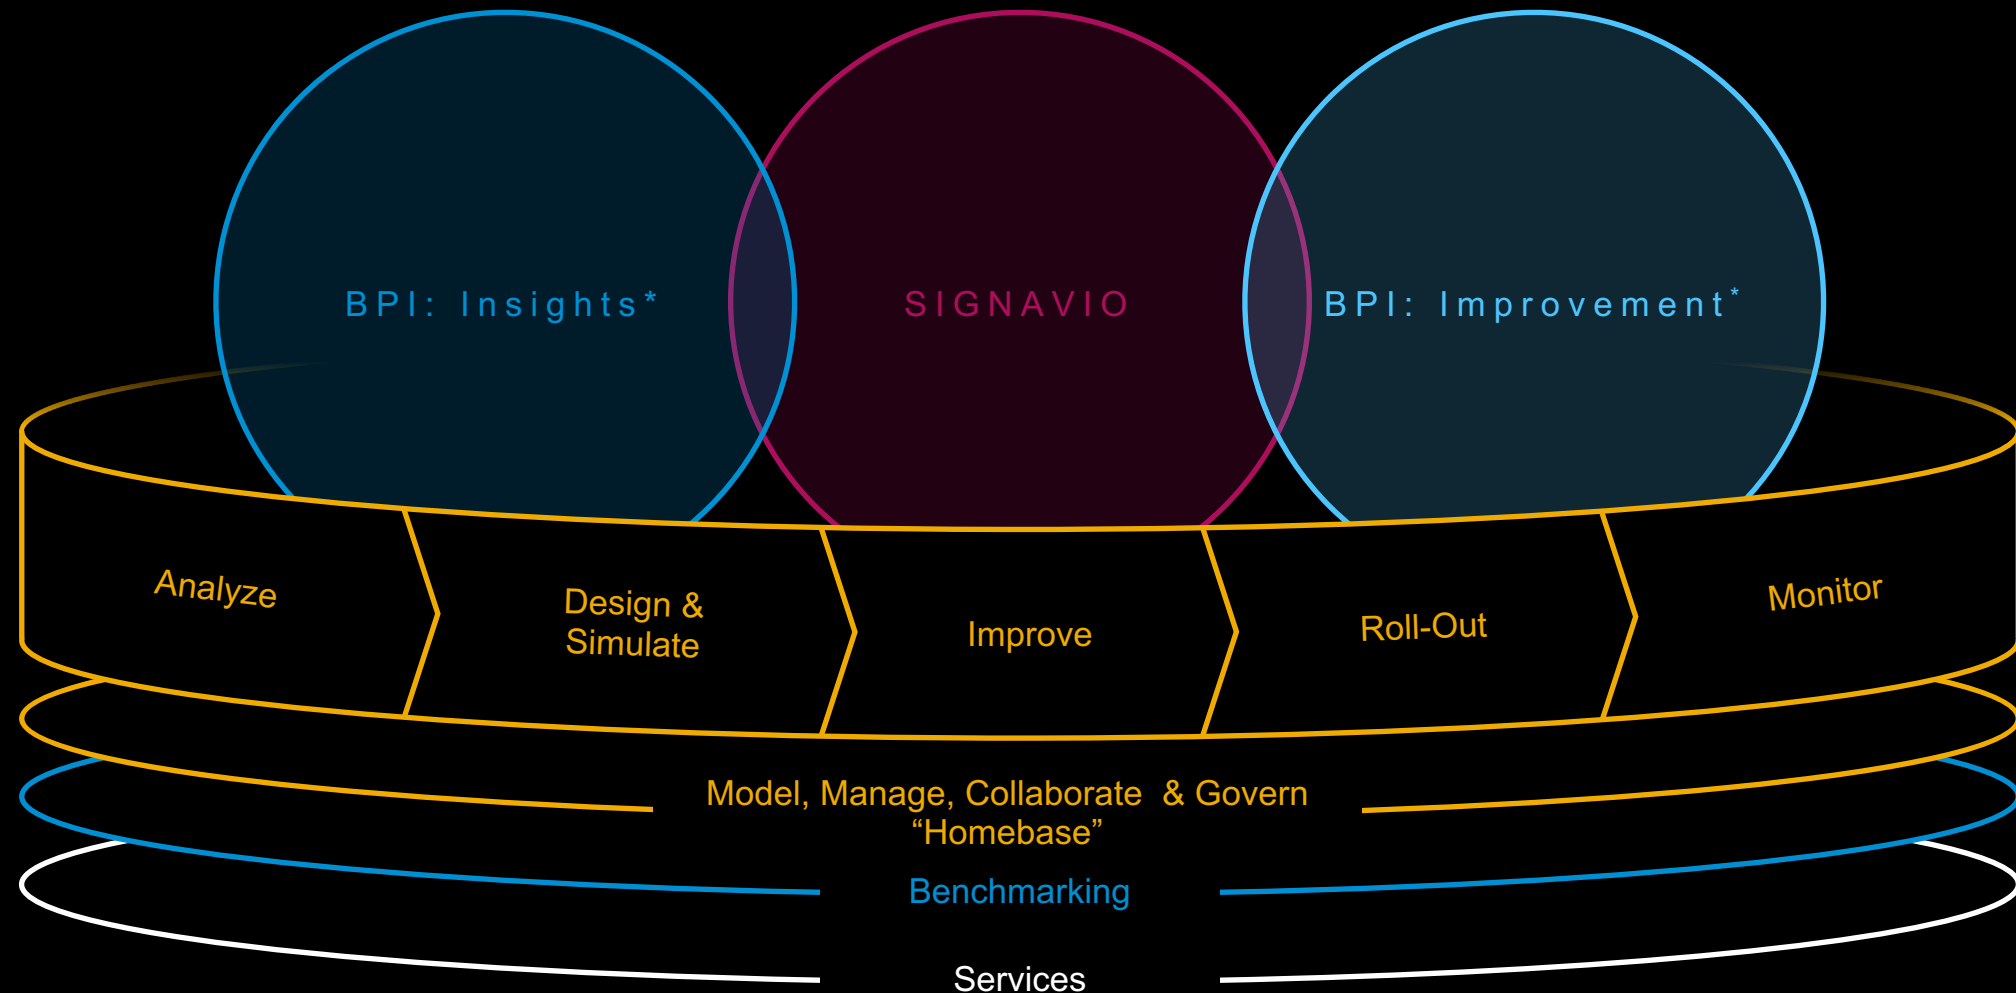 BPI: Insights*
SIGNAVIO
BPI: Improvement*
Analyze
Design &
Simulate
Improve
Roll-Out
Monitor
Model, Manage, Collaborate & Govern
“Homebase”
Benchmarking
Services